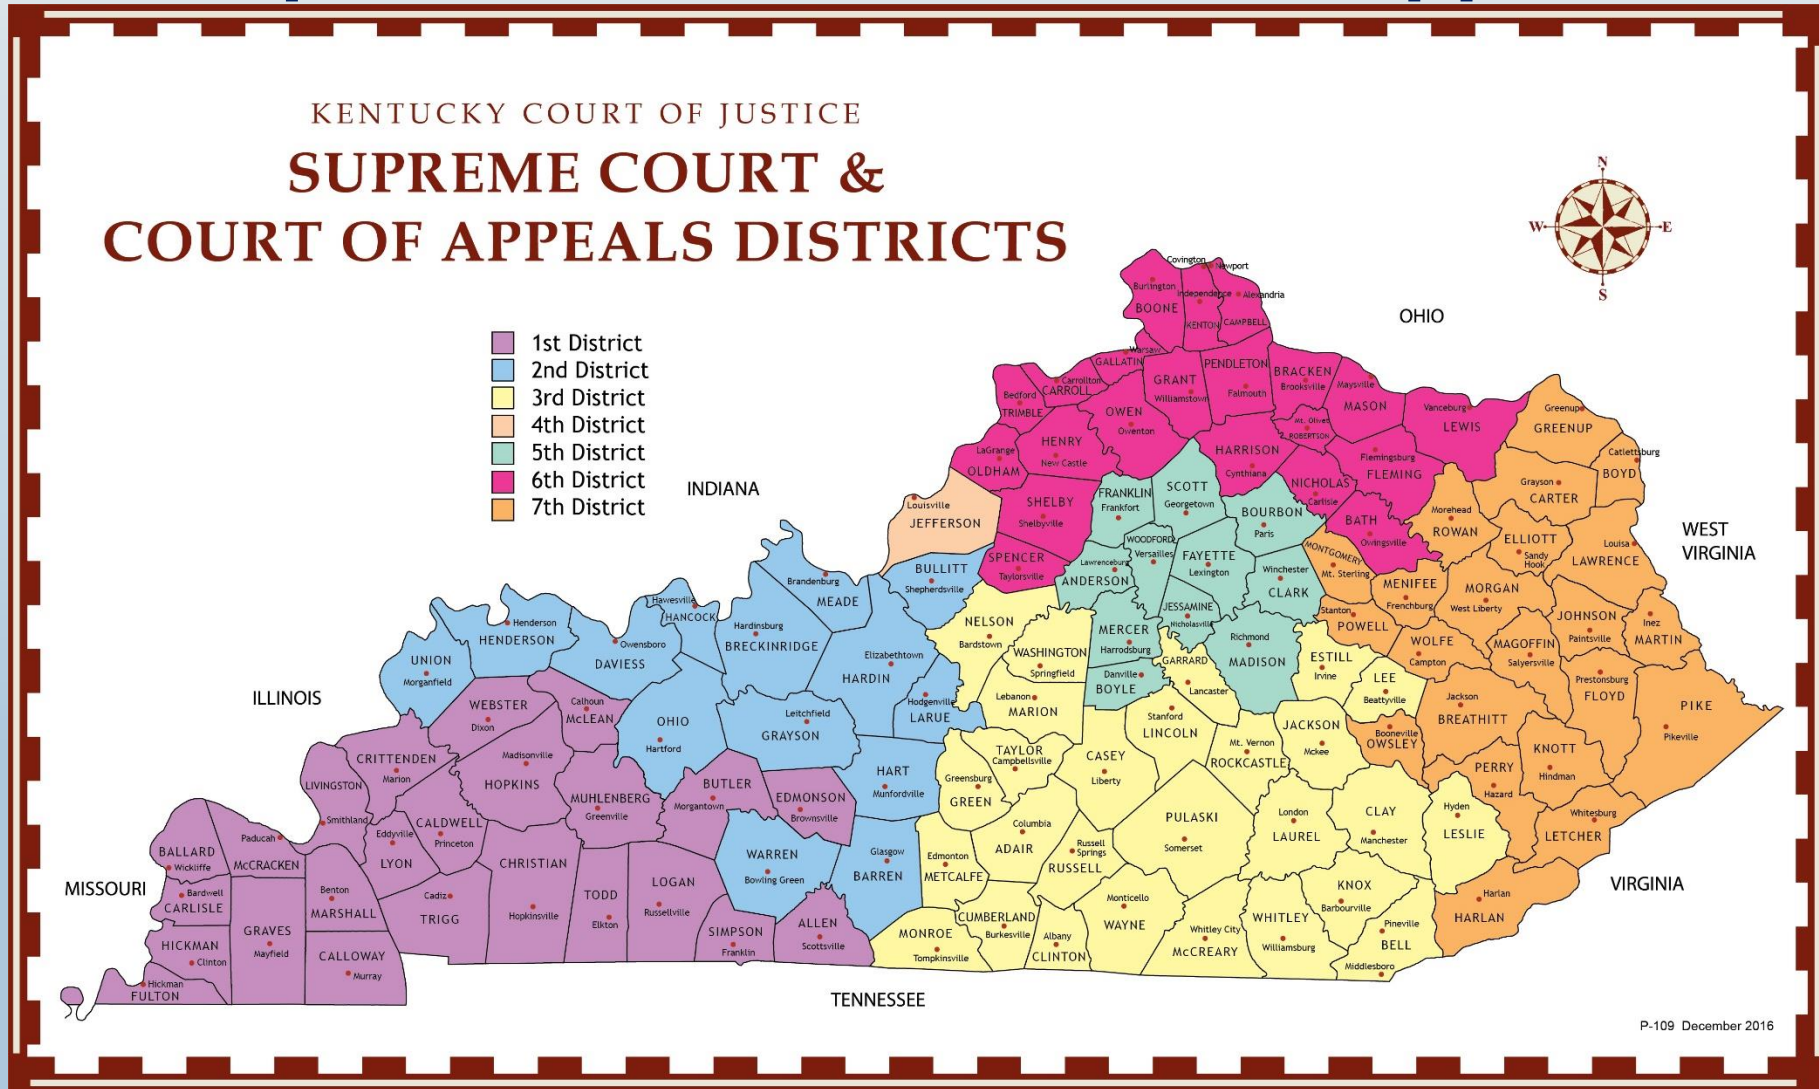 KENTUCKY COURT OF JUSTICE
SUPREME COURT &
COURT OF APPEALS DISTRICTS
N
W
E
S
1st District
2nd District
3rd District
4th District
5th District
6th District
7th District
OHIO
INDIANA
ILLINOIS
MISSOURI
TENNESSEE
VIRGINIA
WEST
VIRGINIA
Covington
Newport
Burlington
BOONE
Independence
KENTON
Alexandria
CAMPBELL
Warsaw
GALLATIN
Carrollton
CARROLL
Bedford
TRIMBLE
GRANT
Williamstown
PENDLETON
Falmouth
BRACKEN
Brooksville
Maysville
MASON
Vanceburg
LEWIS
OWEN
Owenton
HENRY
New Castle
LaGrange
OLDHAM
Mt. Olivet
ROBERTSON
HARRISON
Cynthiana
NICHOLAS
Carlisle
Flemingsburg
FLEMING
BATH
Owingsville
SHELBY
Shelbyville
SPENCER
Taylorsville
Louisville
JEFFERSON
Greenup
GREENUP
Catlettsburg
BOYD
Grayson
CARTER
Morehead
ROWAN
ELLIOTT
Sandy
Hook
Louisa
LAWRENCE
FRANKLIN
Frankfort
SCOTT
Georgetown
BOURBON
Paris
WOODFORD
Versailles
FAYETTE
Lexington
Winchester
CLARK
Lawrenceburg
ANDERSON
JESSAMINE
Nicholasville
MERCER
Harrodsburg
Richmond
MADISON
Danville
BOYLE
MONTGOMERY
Mt. Sterling
MENIFEE
Frenchburg
MORGAN
West Liberty
JOHNSON
Paintsville
Inez
MARTIN
Stanton
POWELL
WOLFE
Campton
MAGOFFIN
Salyersville
Prestonsburg
FLOYD
PIKE
Pikeville
Jackson
BREATHITT
Booneville
OWSLEY
KNOTT
Hindman
PERRY
Hazard
Whitesburg
LETCHER
Harlan
HARLAN
BULLITT
Shepherdsville
Brandenburg
MEADE
Hawesville
HANCOCK
Hardinsburg
BRECKINRIDGE
Henderson
HENDERSON
Owensboro
DAVIESS
UNION
Morganfield
Elizabethtown
HARDIN
Hodgenville
LARUE
OHIO
Hartford
Leitchfield
GRAYSON
HART
Munfordville
WARREN
Bowling Green
Glasgow
BARREN
NELSON
Bardstown
WASHINGTON
Springfield
Lebanon
MARION
GARRARD
Lancaster
ESTILL
Irvine
LEE
Beattyville
Stanford
LINCOLN
JACKSON
Mckee
Mt. Vernon
ROCKCASTLE
TAYLOR
Campbellsville
CASEY
Liberty
Greensburg
GREEN
PULASKI
Somerset
London
LAUREL
CLAY
Manchester
Hyden
LESLIE
Columbia
ADAIR
Russell
Springs
RUSSELL
Edmonton
METCALFE
Monticello
WAYNE
KNOX
Barbourville
WHITLEY
Williamsburg
Pineville
BELL
Middlesboro
Whitley City
McCREARY
CUMBERLAND
Burkesville
Albany
CLINTON
MONROE
Tompkinsville
WEBSTER
Dixon
Calhoun
McLEAN
CRITTENDEN
Marion
Madisonville
HOPKINS
LIVINGSTON
Smithland
MUHLENBERG
Greenville
BUTLER
Morgantown
EDMONSON
Brownsville
CALDWELL
Princeton
Eddyville
LYON
Paducah
McCRACKEN
BALLARD
Wickliffe
Bardwell
CARLISLE
Benton
MARSHALL
CHRISTIAN
Hopkinsville
Cadiz
TRIGG
TODD
Elkton
LOGAN
Russellville
SIMPSON
Franklin
ALLEN
Scottsville
HICKMAN
Clinton
GRAVES
Mayfield
CALLOWAY
Murray
Hickman
FULTON
P-109 December 2016